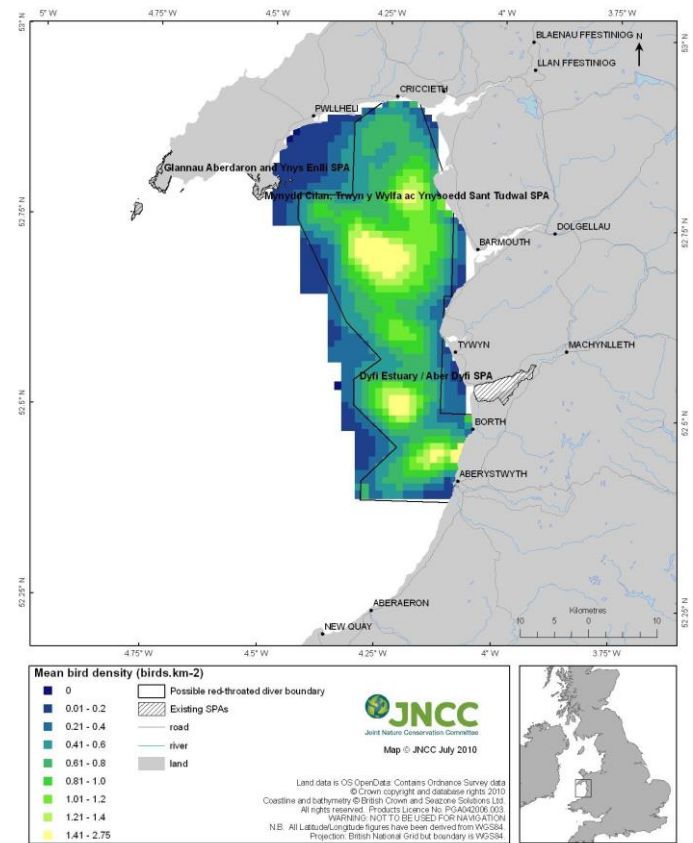 5°W
4.75°W
4.5°W
4.25°W
4°W
3.75°W
53°N
53°N
BLAENAU FFESTINIOG
N
LLAN FFESTINIOG
CRICCIETH
PWLLHELI
Glannau Aberdaron and Ynys Enlli SPA
Mynydd Cilan, Trwyn y Wylfa ac Ynysoedd Sant Tudwal SPA
52.75°N
52.75°N
DOLGELLAU
BARMOUTH
TYWYN
MACHYNLLETH
Dyfi Estuary / Aber Dyfi SPA
52.5°N
52.5°N
BORTH
ABERYSTWYTH
52.25°N
52.25°N
ABERAERON
NEW QUAY
Kilometres
10 5 0 10
4.75°W
4.5°W
4.25°W
4°W
3.75°W
Mean bird density (birds.km-2)
0
0.01 - 0.2
0.21 - 0.4
0.41 - 0.6
0.61 - 0.8
0.81 - 1.0
1.01 - 1.2
1.21 - 1.4
1.41 - 2.75
Possible red-throated diver boundary
Existing SPAs
road
river
land
JNCC
Joint Nature Conservation Committee
Map © JNCC July 2010
Land data is OS OpenData: Contains Ordnance Survey data
© Crown copyright and database rights 2010
Coastline and bathymetry © British Crown and Seazone Solutions Ltd.
All rights reserved. Products Licence No. PGA042006.003.
WARNING: NOT TO BE USED FOR NAVIGATION
N.B. All Latitude/Longitude figures have been derived from WGS84.
Projection: British National Grid but boundary is WGS84.